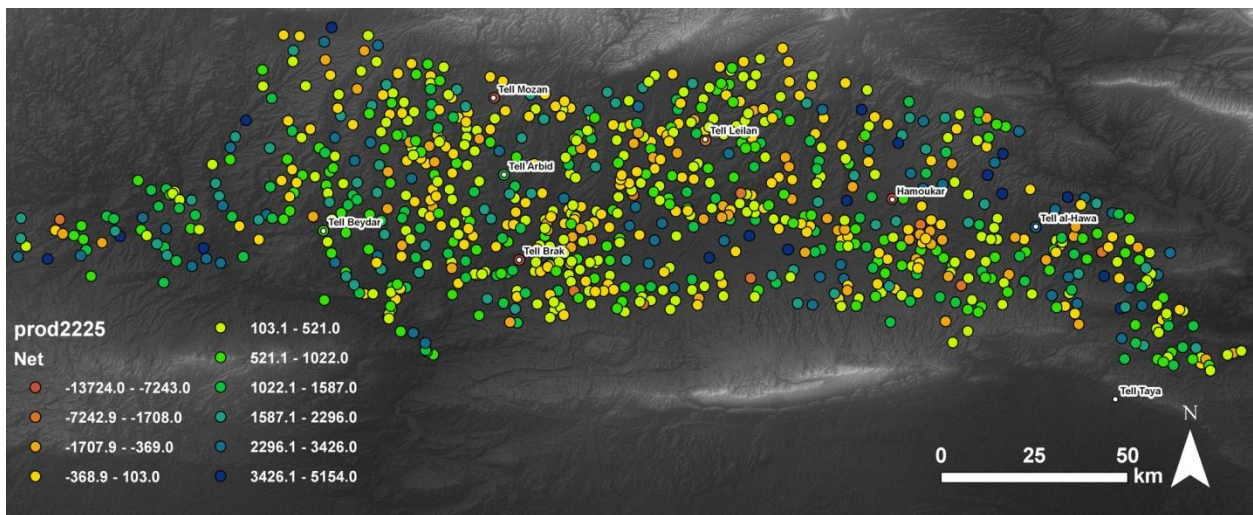 Tell Mozan
Tell Leilan
Tell Arbid
Hamoukar
Tell al-Hawa
Tell Beydar
Tell Brak
Tell Taya
prod2225
Net
-13724.0 - -7243.0
-7242.9 - -1708.0
-1707.9 - -369.0
-368.9 - 103.0
103.1 - 521.0
521.1 - 1022.0
1022.1 - 1587.0
1587.1 - 2296.0
2296.1 - 3426.0
3426.1 - 5154.0
N
0 25 50
km